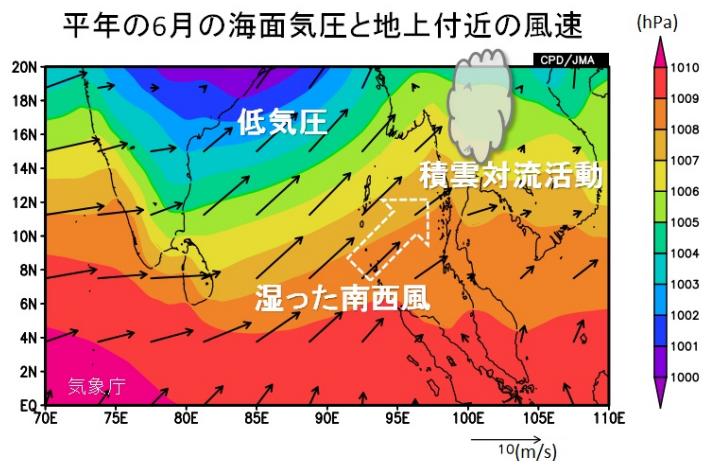 平年の6月の海面気圧と地上付近の風速
(hPa)
CPD/JMA
20N
18N
16N
14N
12N
10N
8N
6N
4N
2N
EQ
低気圧
積雲対流活動
湿った南西風
気象庁
70E 75E 80E 85E 90E 95E 100E 105E 110E
1010
1009
1008
1007
1006
1005
1004
1003
1002
1001
1000
10(m/s)